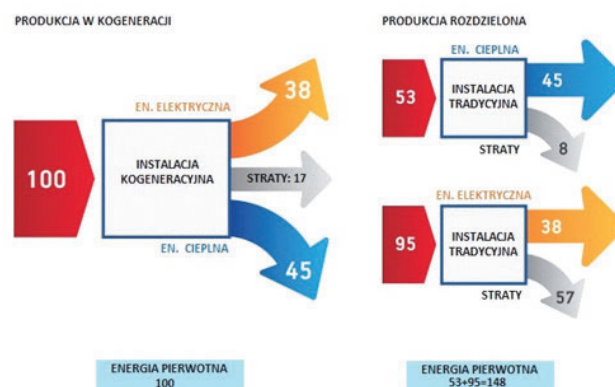 PRODUKCJA W KOGENERACJI
38
EN. ELEKTRYCZNA
100
INSTALACJA
KOGENERACYJNA
STRATY: 17
EN. CIEPLNA
45
ENERGIA PIERWOTNA
100
PRODUKCJA ROZDZIELONA
EN. CIEPLNA
53
INSTALACJA
TRADYCYJNA
45
STRATY
8
EN. ELEKTRYCZNA
95
INSTALACJA
TRADYCYJNA
38
STRATY
57
ENERGIA PIERWOTNA
53+95=148